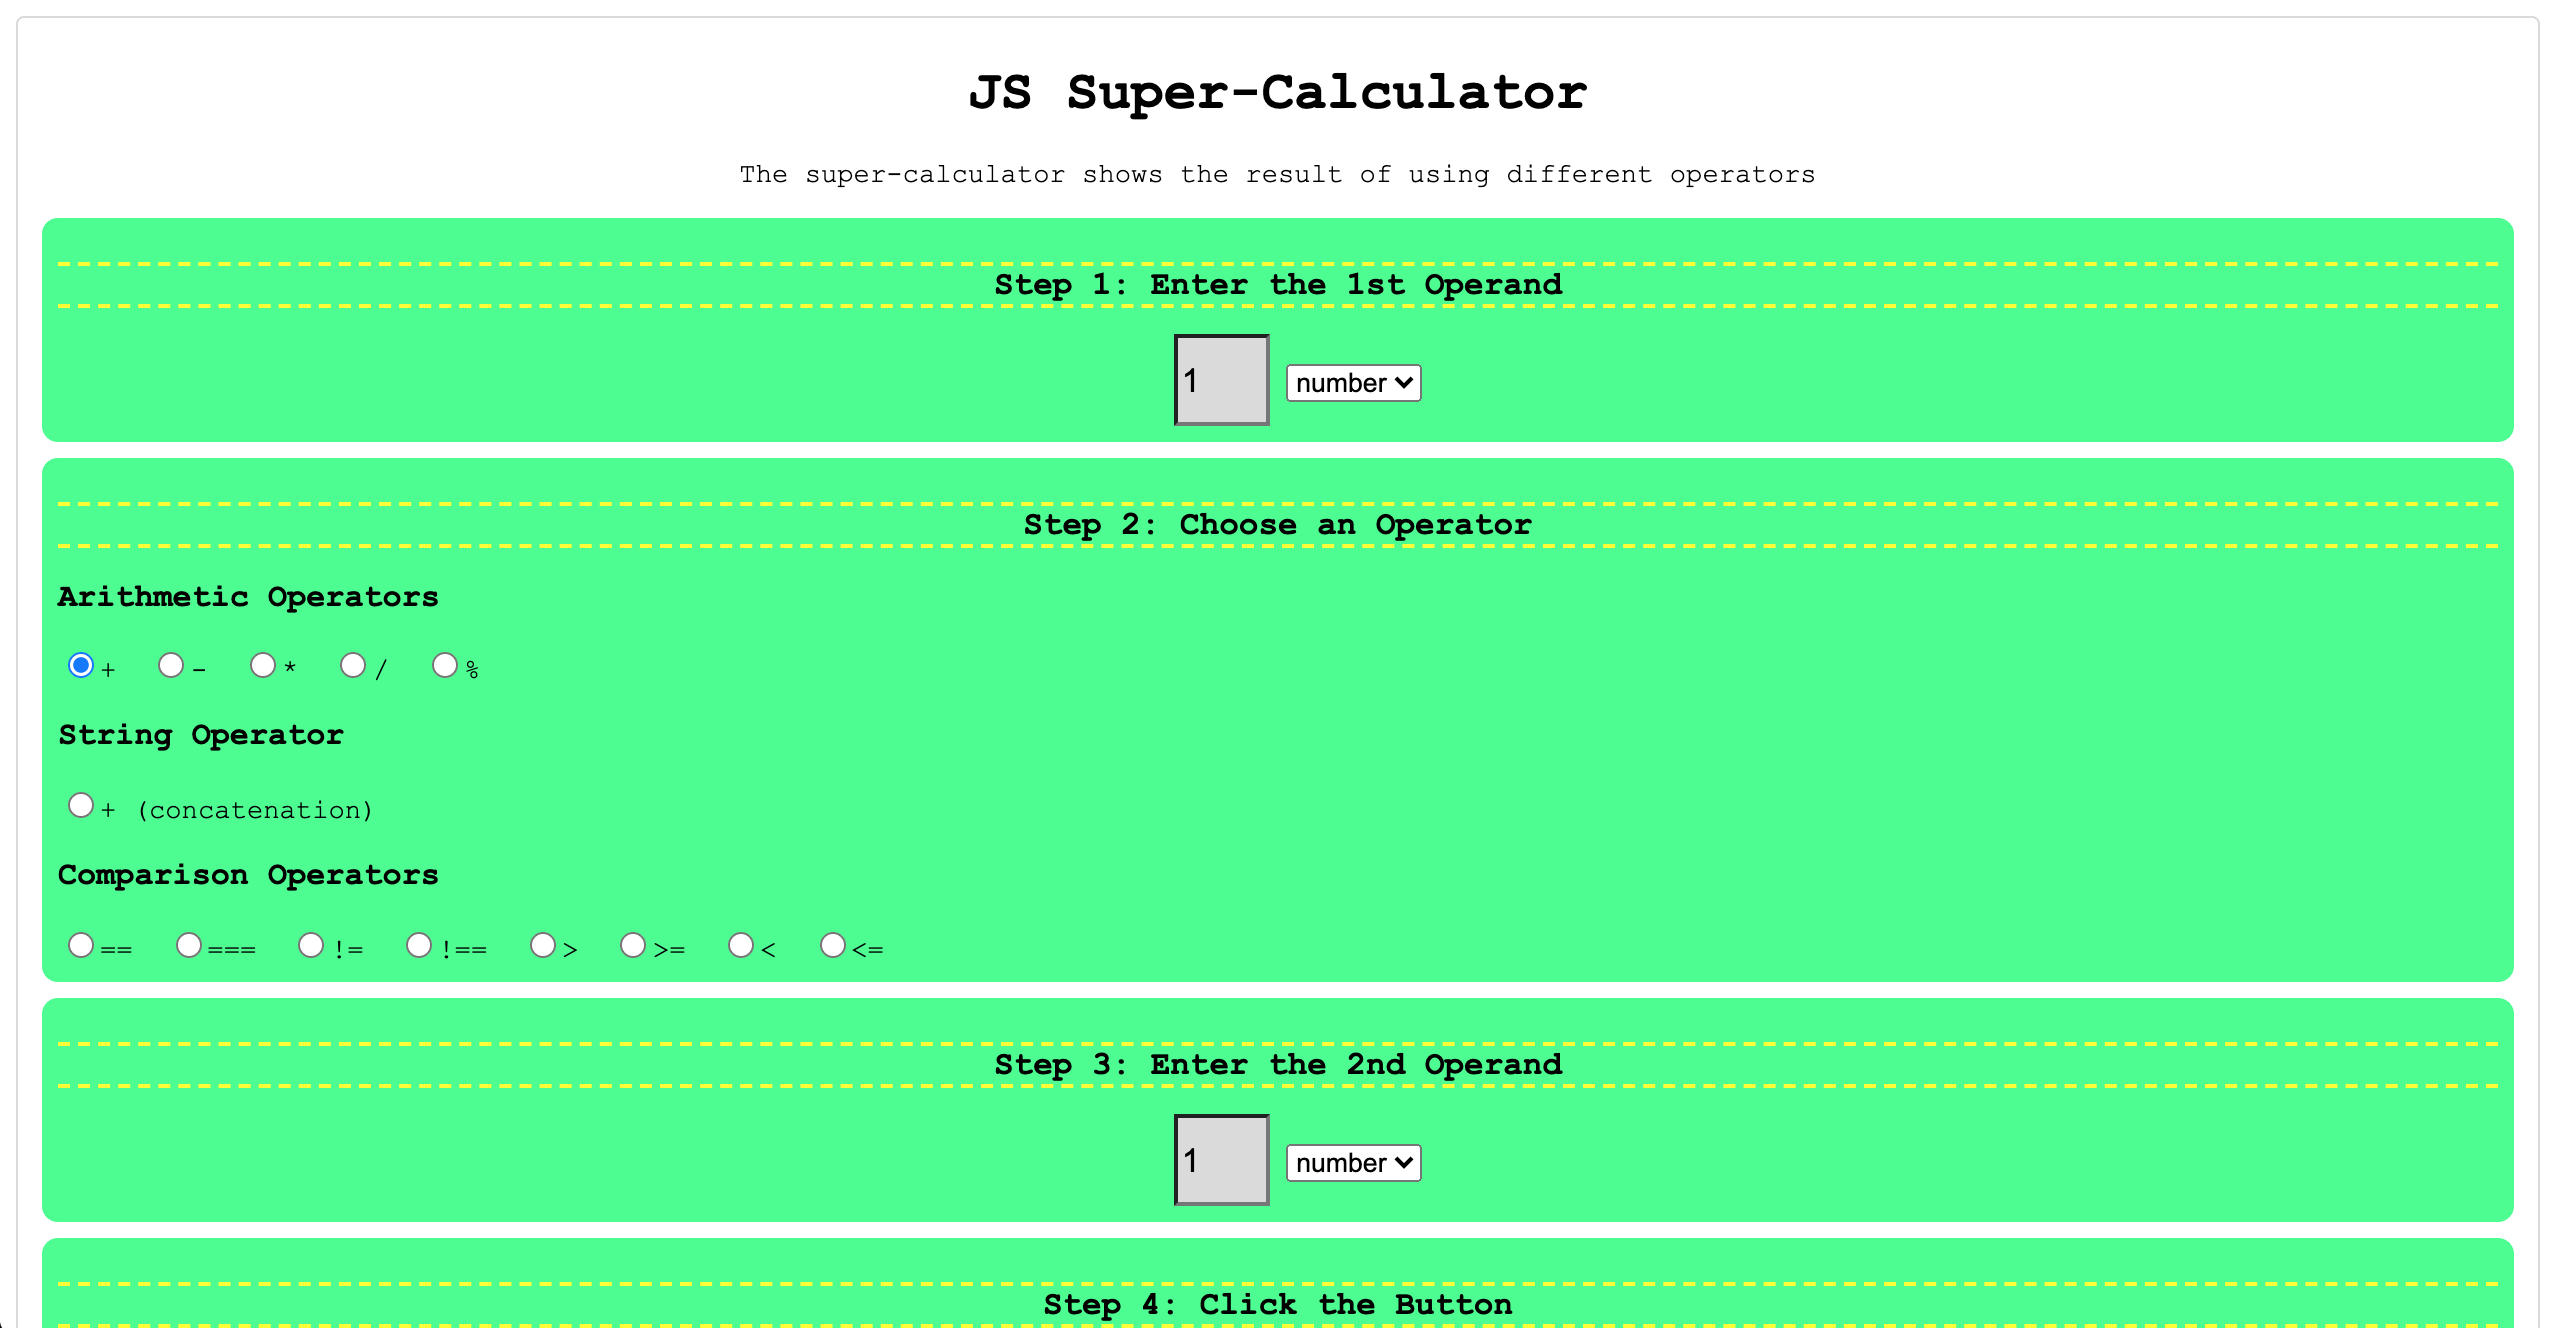 JS Super-Calculator
The super-calculator shows the result of using different operators
Step 1: Enter the 1st Operand
1 number
Step 2: Choose an Operator
Arithmetic Operators
+ - * / %
String Operator
+ (concatenation)
Comparison Operators
== === != !== > >= < <=
Step 3: Enter the 2nd Operand
1 number
Step 4: Click the Button